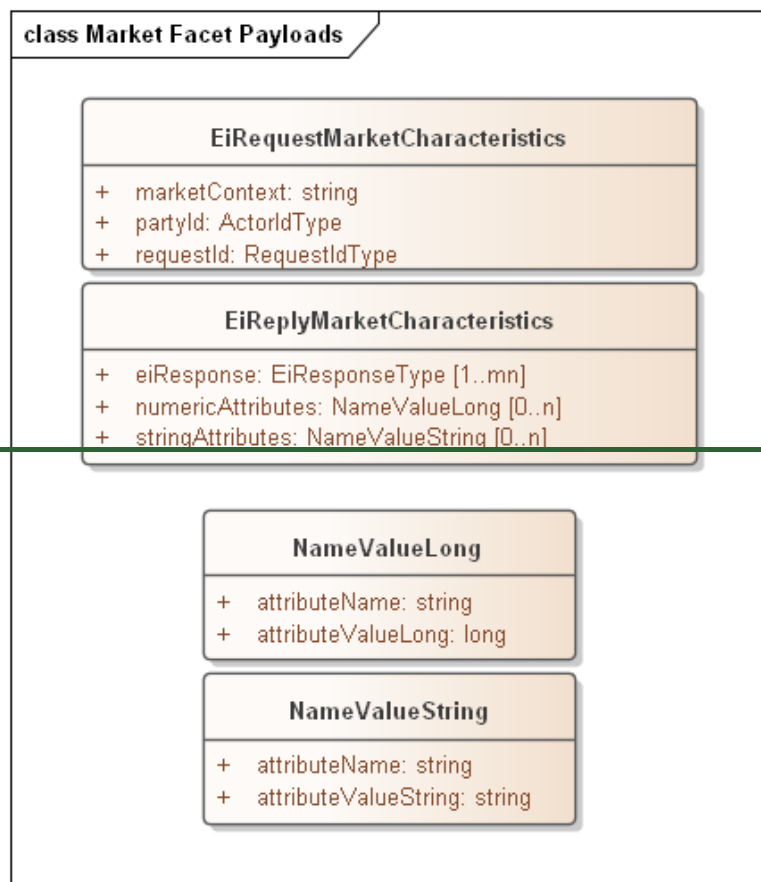 class Market Facet Payloads
EiRequestMarketCharacteristics
+ marketContext: string
+ partyId: ActorIdType
+ requestId: RequestIdType
EiReplyMarketCharacteristics
+ eiResponse: EiResponseType [1..mn]
+ numericAttributes: NameValueLong [0..n]
+ stringAttributes: NameValueString [0..n]
NameValueLong
+ attributeName: string
+ attributeValueLong: long
NameValueString
+ attributeName: string
+ attributeValueString: string